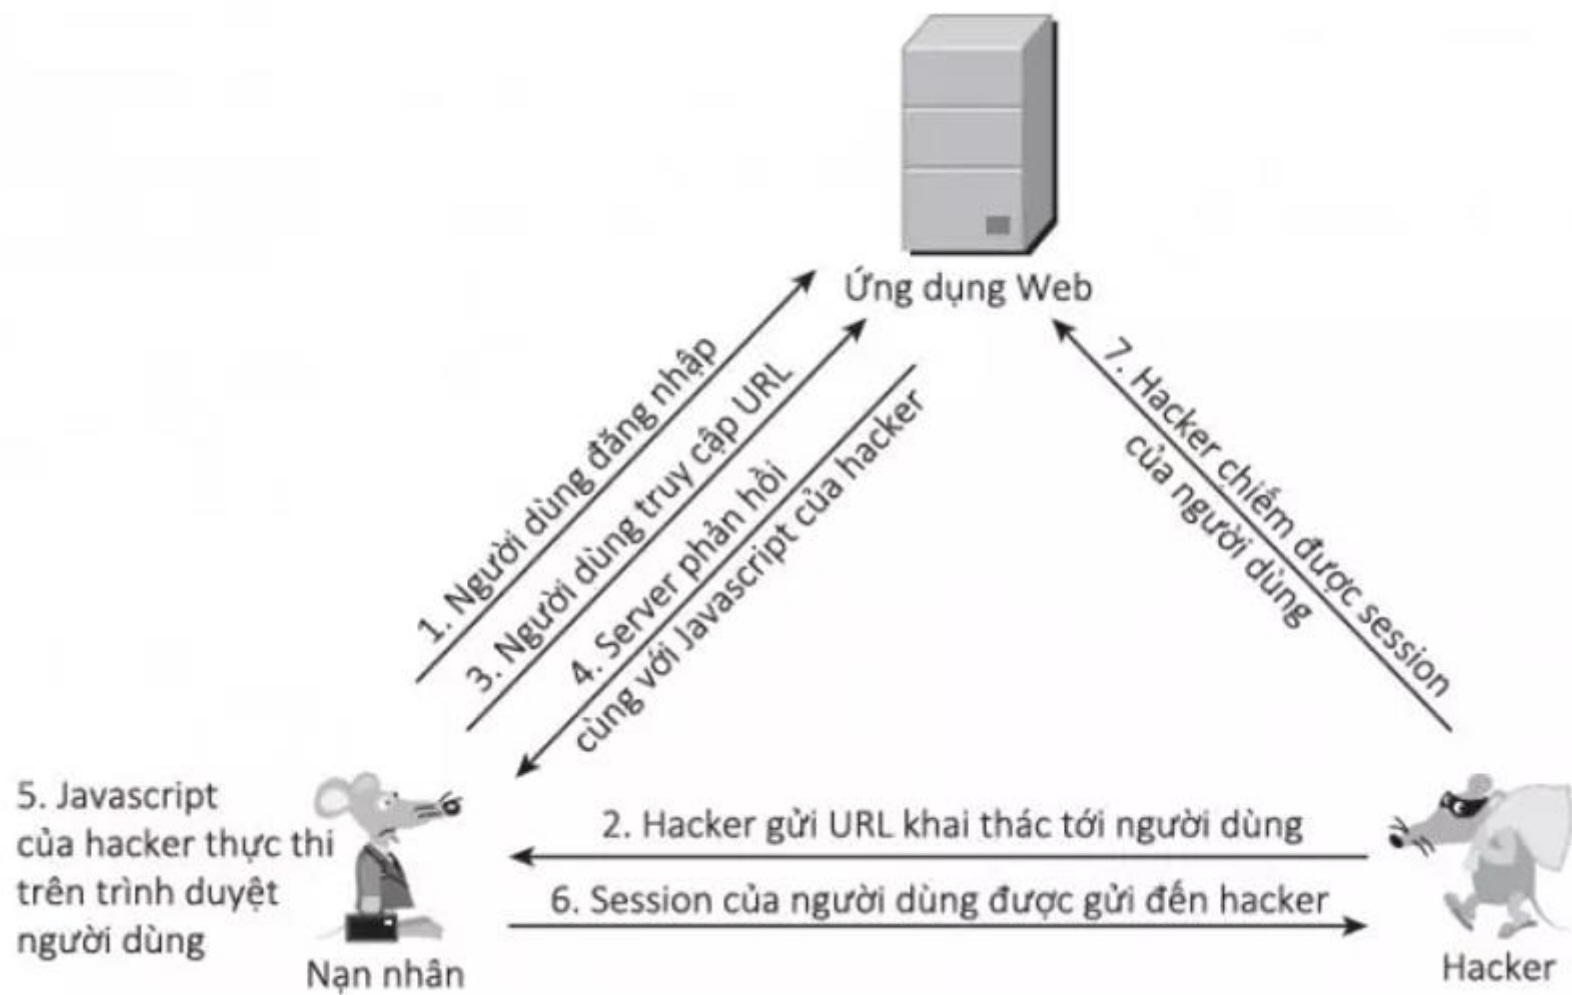 Ứng dụng Web
1. Người dùng đăng nhập
3. Người dùng truy cập URL
4. Server phản hồi
cùng với Javascript của hacker
7. Hacker chiếm được session
của người dùng
5. Javascript
của hacker thực thi
trên trình duyệt
người dùng
2. Hacker gửi URL khai thác tới người dùng
6. Session của người dùng được gửi đến hacker
Nạn nhân
Hacker